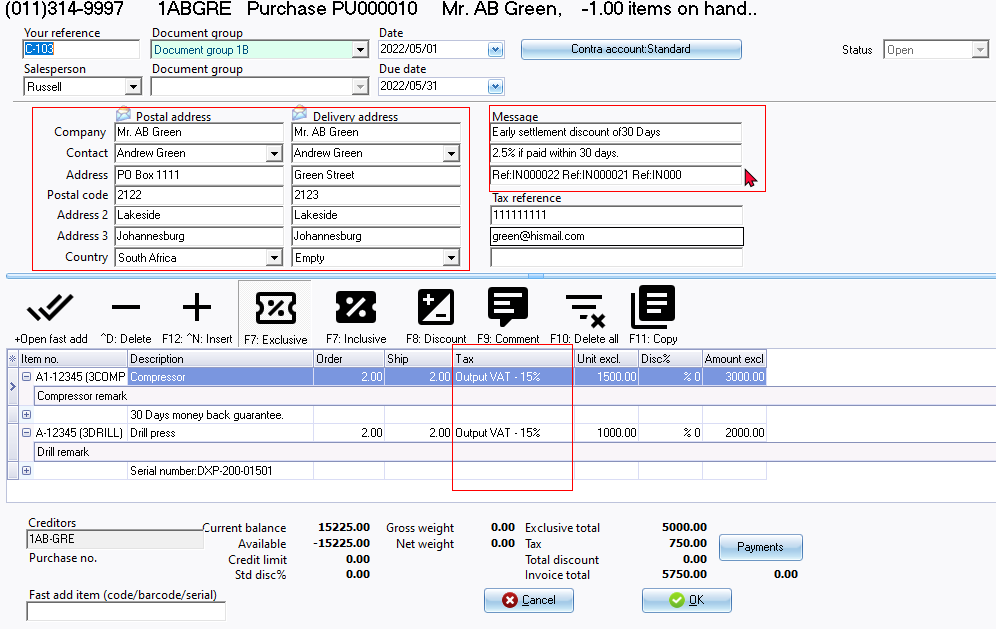 (011)314-9997 1ABGRE Purchase PU000010 Mr. AB Green, -1.00 items on hand..
Your reference Document group Date
C-103 Document group 1B 2022/05/01 Contra account:Standard Status Open
Salesperson Document group Due date
Russell 2022/05/31
Postal address Delivery address Message
Company Mr. AB Green Mr. AB Green Early settlement discount of30 Days
Contact Andrew Green Andrew Green 2.5% if paid within 30 days.
Address PO Box 1111 Green Street Ref:IN000022 Ref:IN000021 Ref:IN000
Postal code 2122 2123 Tax reference
Address 2 Lakeside Lakeside 111111111
Address 3 Johannesburg Johannesburg green@hismail.com
Country South Africa Empty
+Open fast add ^D: Delete F12: ^N: Insert F7: Exclusive F7: Inclusive F8: Discount F9: Comment F10: Delete all F11: Copy
Item no. Description Order Ship Tax Unit excl. Disc% Amount excl
A1-12345 (3COMP Compressor 2.00 2.00 Output VAT - 15% 1500.00 % 0 3000.00
Compressor remark
30 Days money back guarantee.
A-12345 (3DRILL) Drill press 2.00 2.00 Output VAT - 15% 1000.00 % 0 2000.00
Drill remark
Serial number:DXP-200-01501
Creditors Current balance 15225.00 Gross weight 0.00 Exclusive total 5000.00
1AB-GRE Available -15225.00 Net weight 0.00 Tax 750.00 Payments
Purchase no. Credit limit 0.00 Total discount 0.00
Std disc% 0.00 Invoice total 5750.00 0.00
Fast add item (code/barcode/serial) Cancel OK